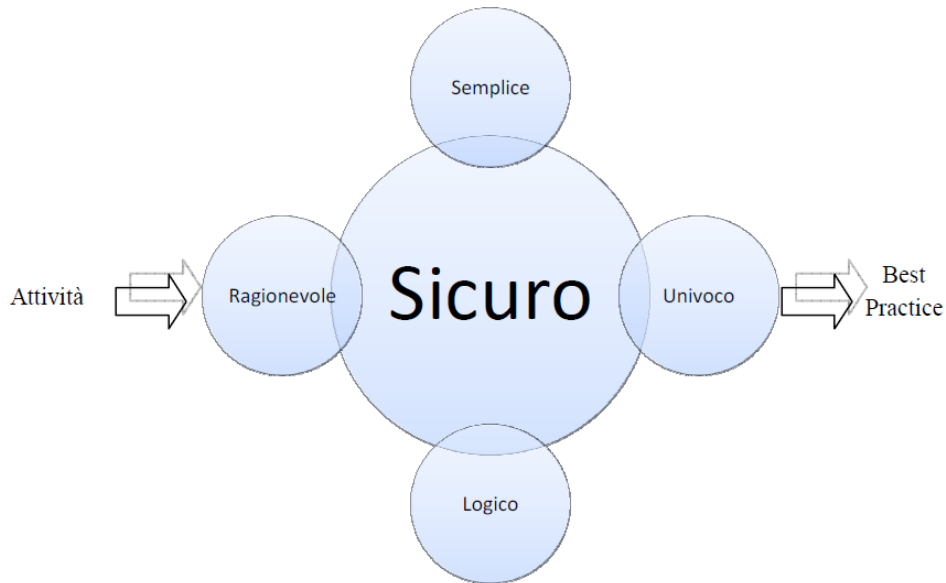 Semplice
Attività
Ragionevole
Sicuro
Univoco
Best
Practice
Logico